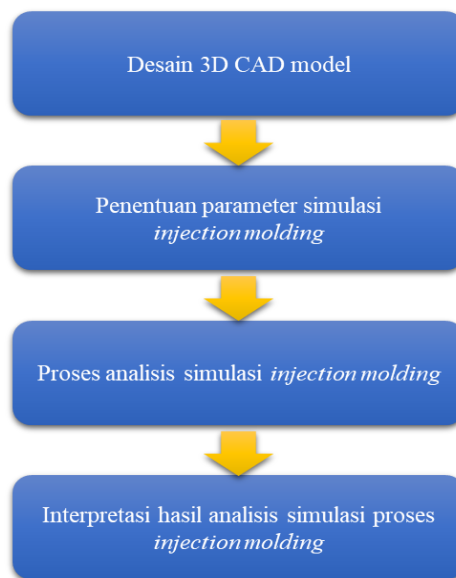 Desain 3D CAD model
Penentuan parameter simulasi
injection molding
Proses analisis simulasi injection molding
Interpretasi hasil analisis simulasi proses
injection molding